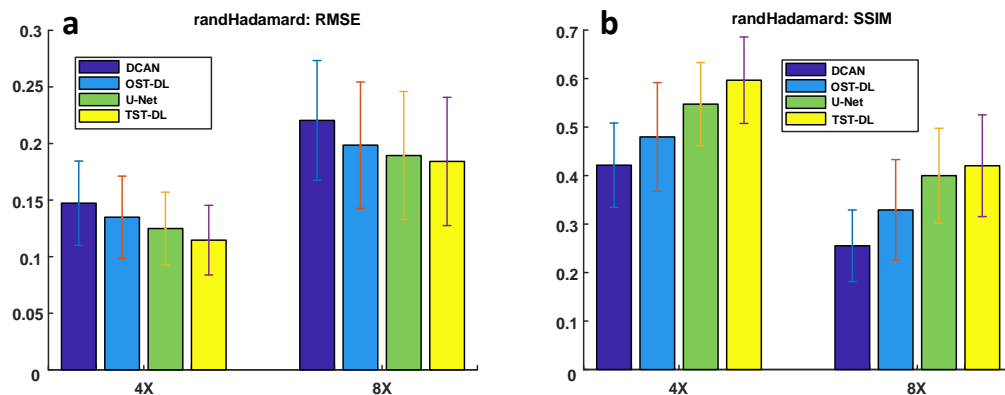 a
randHadamard: RMSE
0.3
0.25
0.2
0.15
0.1
0.05
0
DCAN
OST-DL
U-Net
TST-DL
4X
8X
b
randHadamard: SSIM
0.7
0.6
0.5
0.4
0.3
0.2
0.1
0
DCAN
OST-DL
U-Net
TST-DL
4X
8X